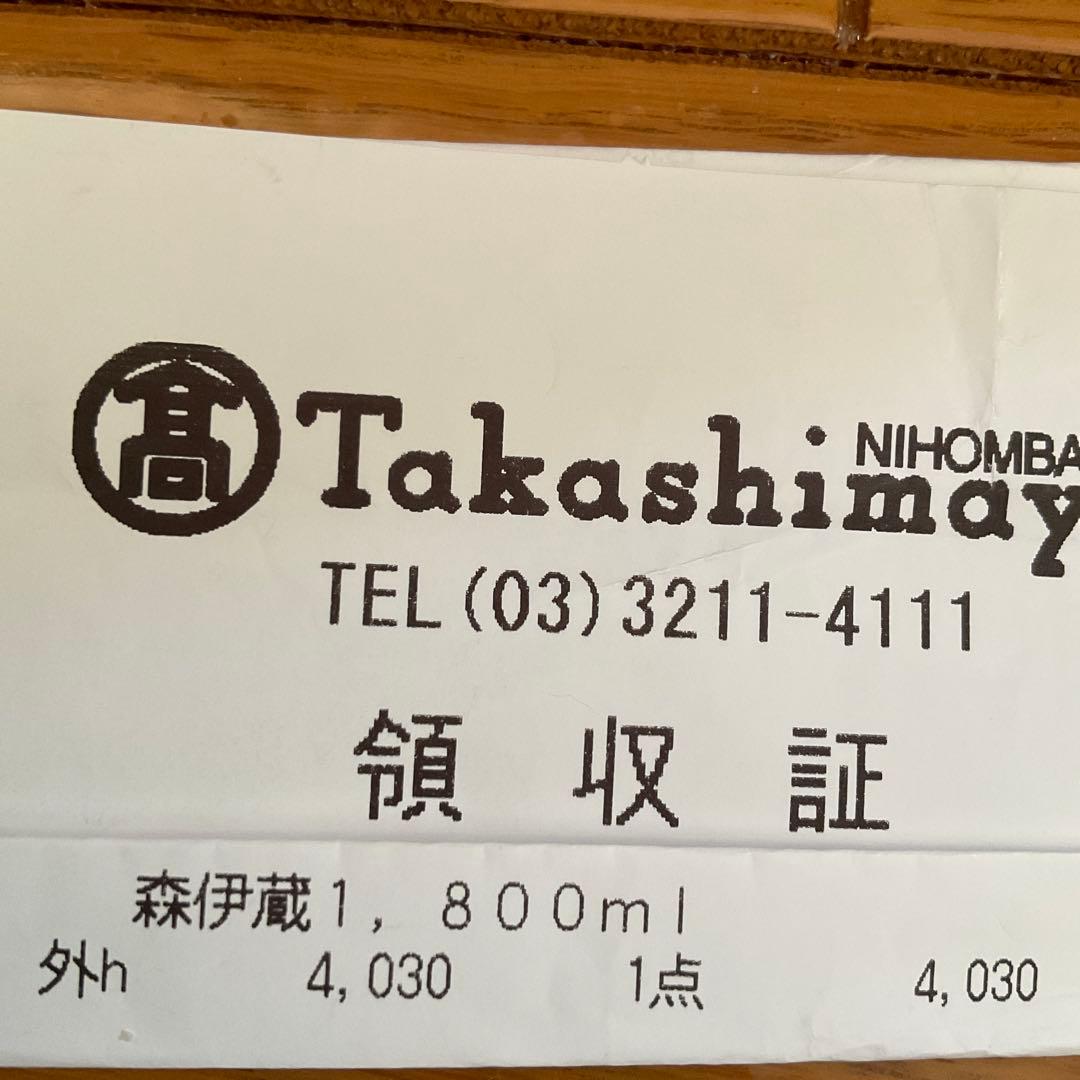 髙 Takashimay
NIHOMBA
TEL(03)3211-4111
領収証
森伊蔵1,800ml
外h 4,030 1点 4,030